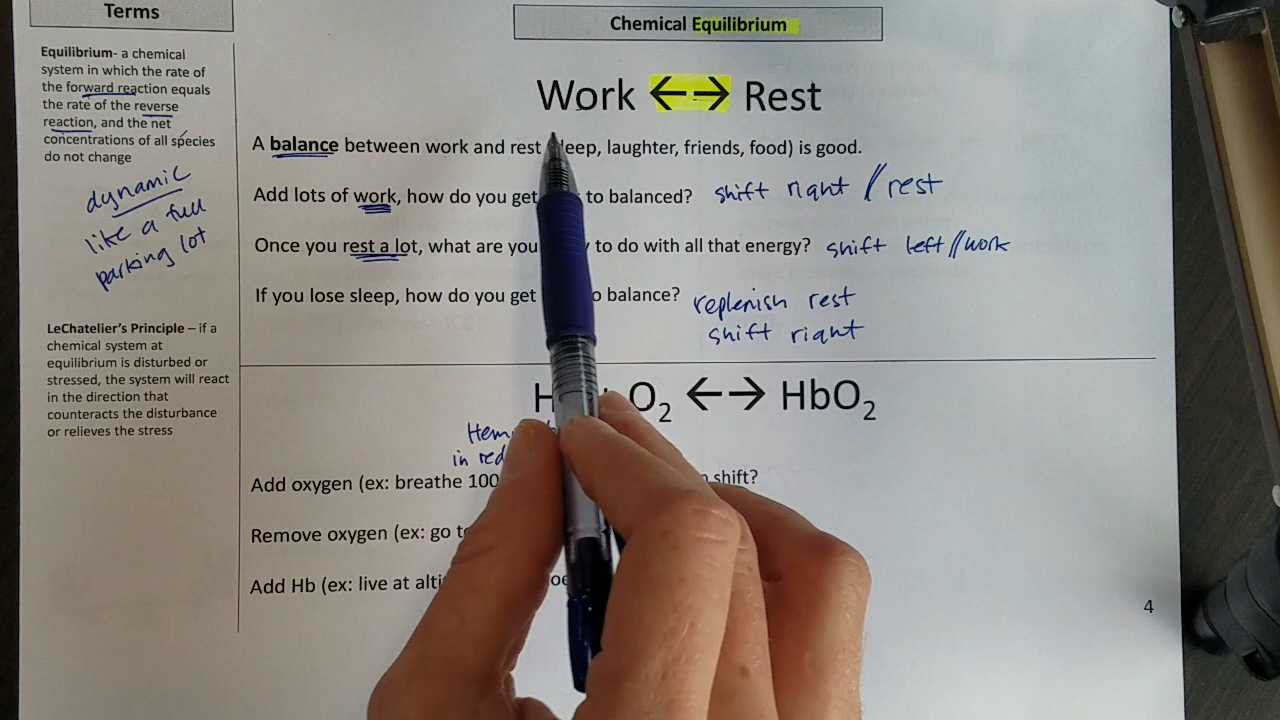 Terms
Chemical Equilibrium
Equilibrium- a chemical
system in which the rate of
the forward reaction equals
the rate of the reverse
reaction, and the net
concentrations of all species
do not change
dynamic
like a full
parking lot
LeChatelier's Principle – if a
chemical system at
equilibrium is disturbed or
stressed, the system will react
in the direction that
counteracts the disturbance
or relieves the stress
Work ←→ Rest
A balance between work and rest leep, laughter, friends, food) is good.
Add lots of work, how do you get to balanced? shift right // rest
Once you rest a lot, what are you to do with all that energy? shift left // work
If you lose sleep, how do you get o balance? replenish rest
shift right
H O₂ ←→ HbO₂
Hem
in red
Add oxygen (ex: breathe 100 shift?
Remove oxygen (ex: go to
Add Hb (ex: live at alti
4